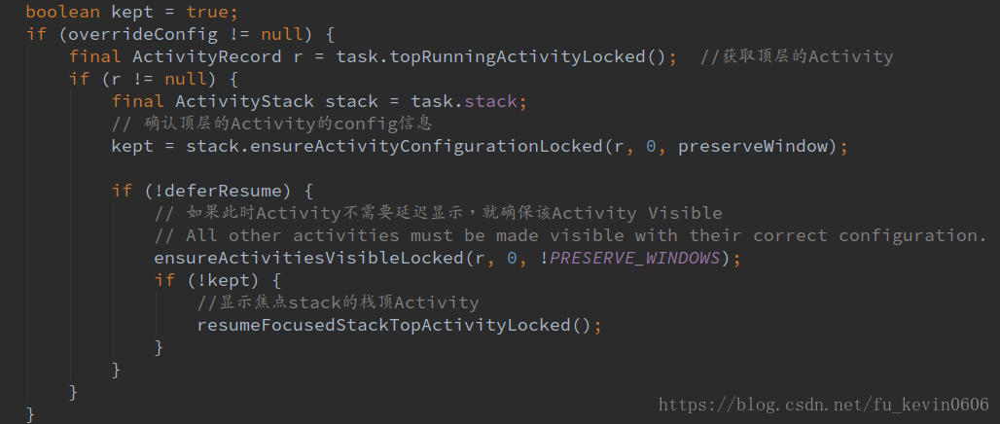 boolean kept = true;
if (overrideConfig != null) {
final ActivityRecord r = task.topRunningActivityLocked();  //获取顶层的Activity
if (r != null) {
final ActivityStack stack = task.stack;
// 确认顶层的Activity的config信息
kept = stack.ensureActivityConfigurationLocked(r, 0, preserveWindow);
if (!deferResume) {
// 如果此时Activity不需要延迟显示，就确保该Activity Visible
// All other activities must be made visible with their correct configuration.
ensureActivitiesVisibleLocked(r, 0, !PRESERVE_WINDOWS);
if (!kept) {
//显示焦点stack的栈顶Activity
resumeFocusedStackTopActivityLocked();
}
}
}
}
https://blog.csdn.net/fu_kevin0606